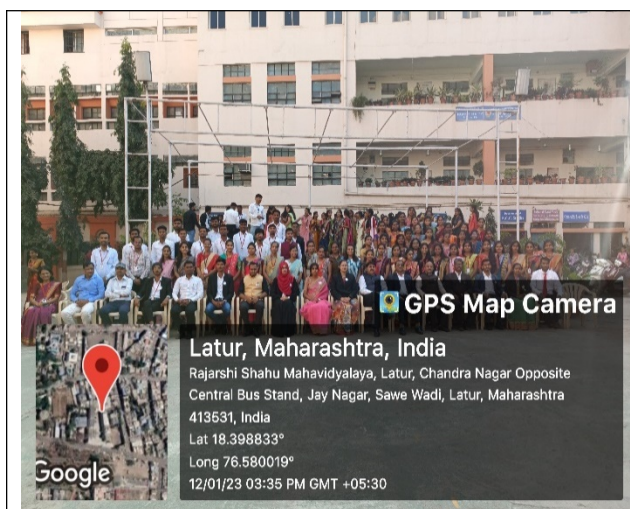 GPS Map Camera
Latur, Maharashtra, India
Rajarshi Shahu Mahavidyalaya, Latur, Chandra Nagar Opposite
Central Bus Stand, Jay Nagar, Sawe Wadi, Latur, Maharashtra
413531, India
Lat 18.398833°
Long 76.580019°
12/01/23 03:35 PM GMT +05:30
Google